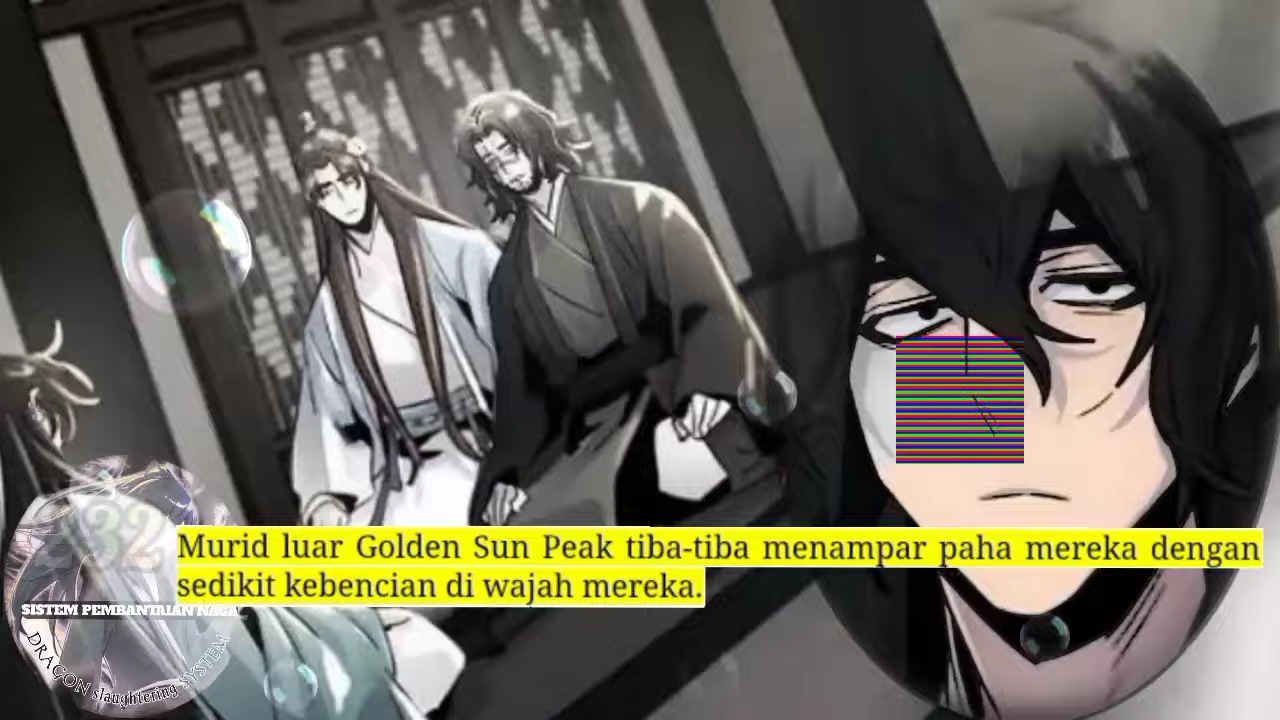 Murid luar Golden Sun Peak tiba-tiba menampar paha mereka dengan
sedikit kebencian di wajah mereka.
32
SISTEM PEMBANTAIAN NAGA
DRAGON slaughtering SYSTEM